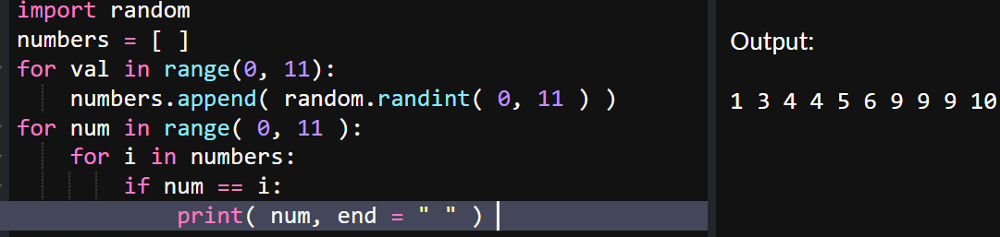 import random
numbers = [ ]
for val in range(0, 11):
    numbers.append( random.randint( 0, 11 ) )
for num in range( 0, 11 ):
    for i in numbers:
        if num == i:
            print( num, end = " " )
Output:
1 3 4 4 5 6 9 9 9 10